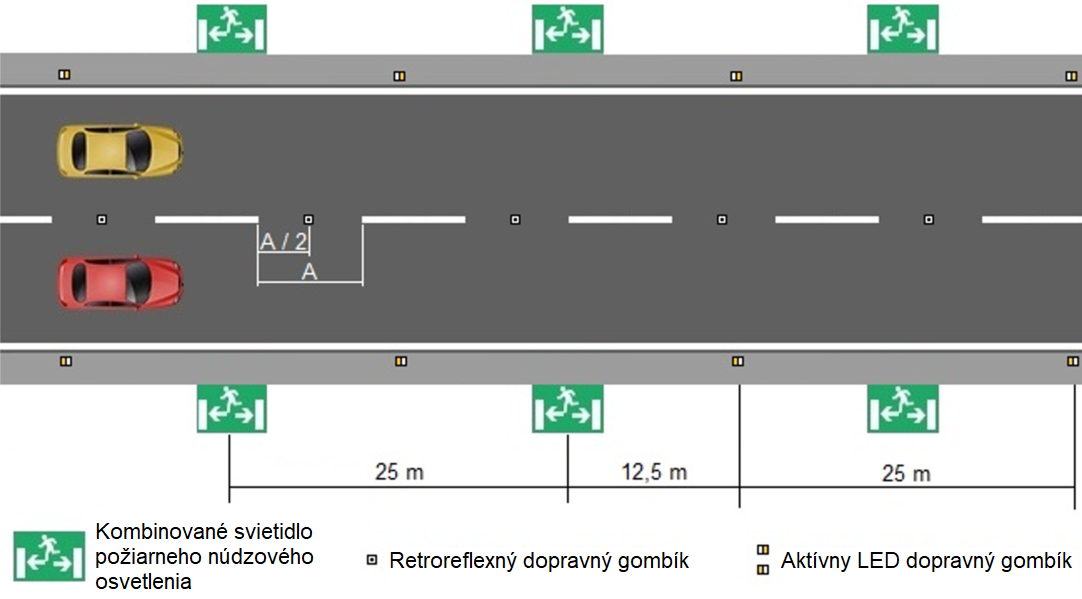 A / 2
A
25 m
12,5 m
25 m
Kombinované svietidlo
požiarneho núdzového
osvetlenia
Retroreflexný dopravný gombík
Aktívny LED dopravný gombík